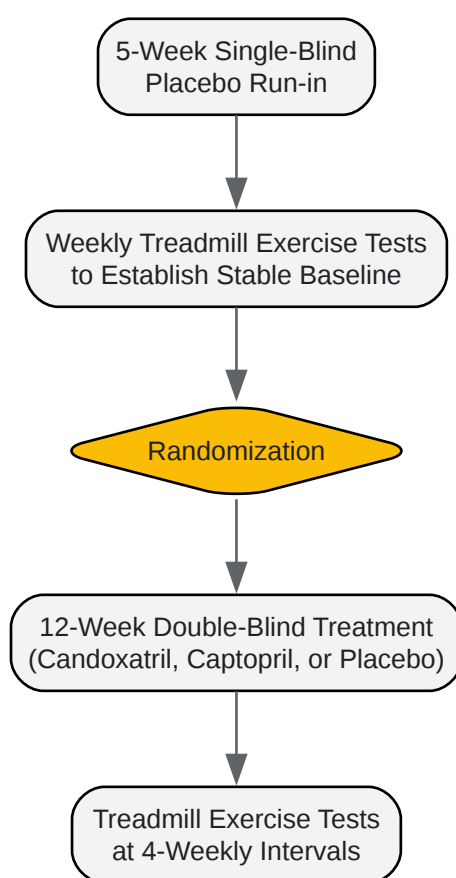 5-Week Single-Blind
Placebo Run-in
Weekly Treadmill Exercise Tests
to Establish Stable Baseline
Randomization
12-Week Double-Blind Treatment
(Candoxatril, Captopril, or Placebo)
Treadmill Exercise Tests
at 4-Weekly Intervals